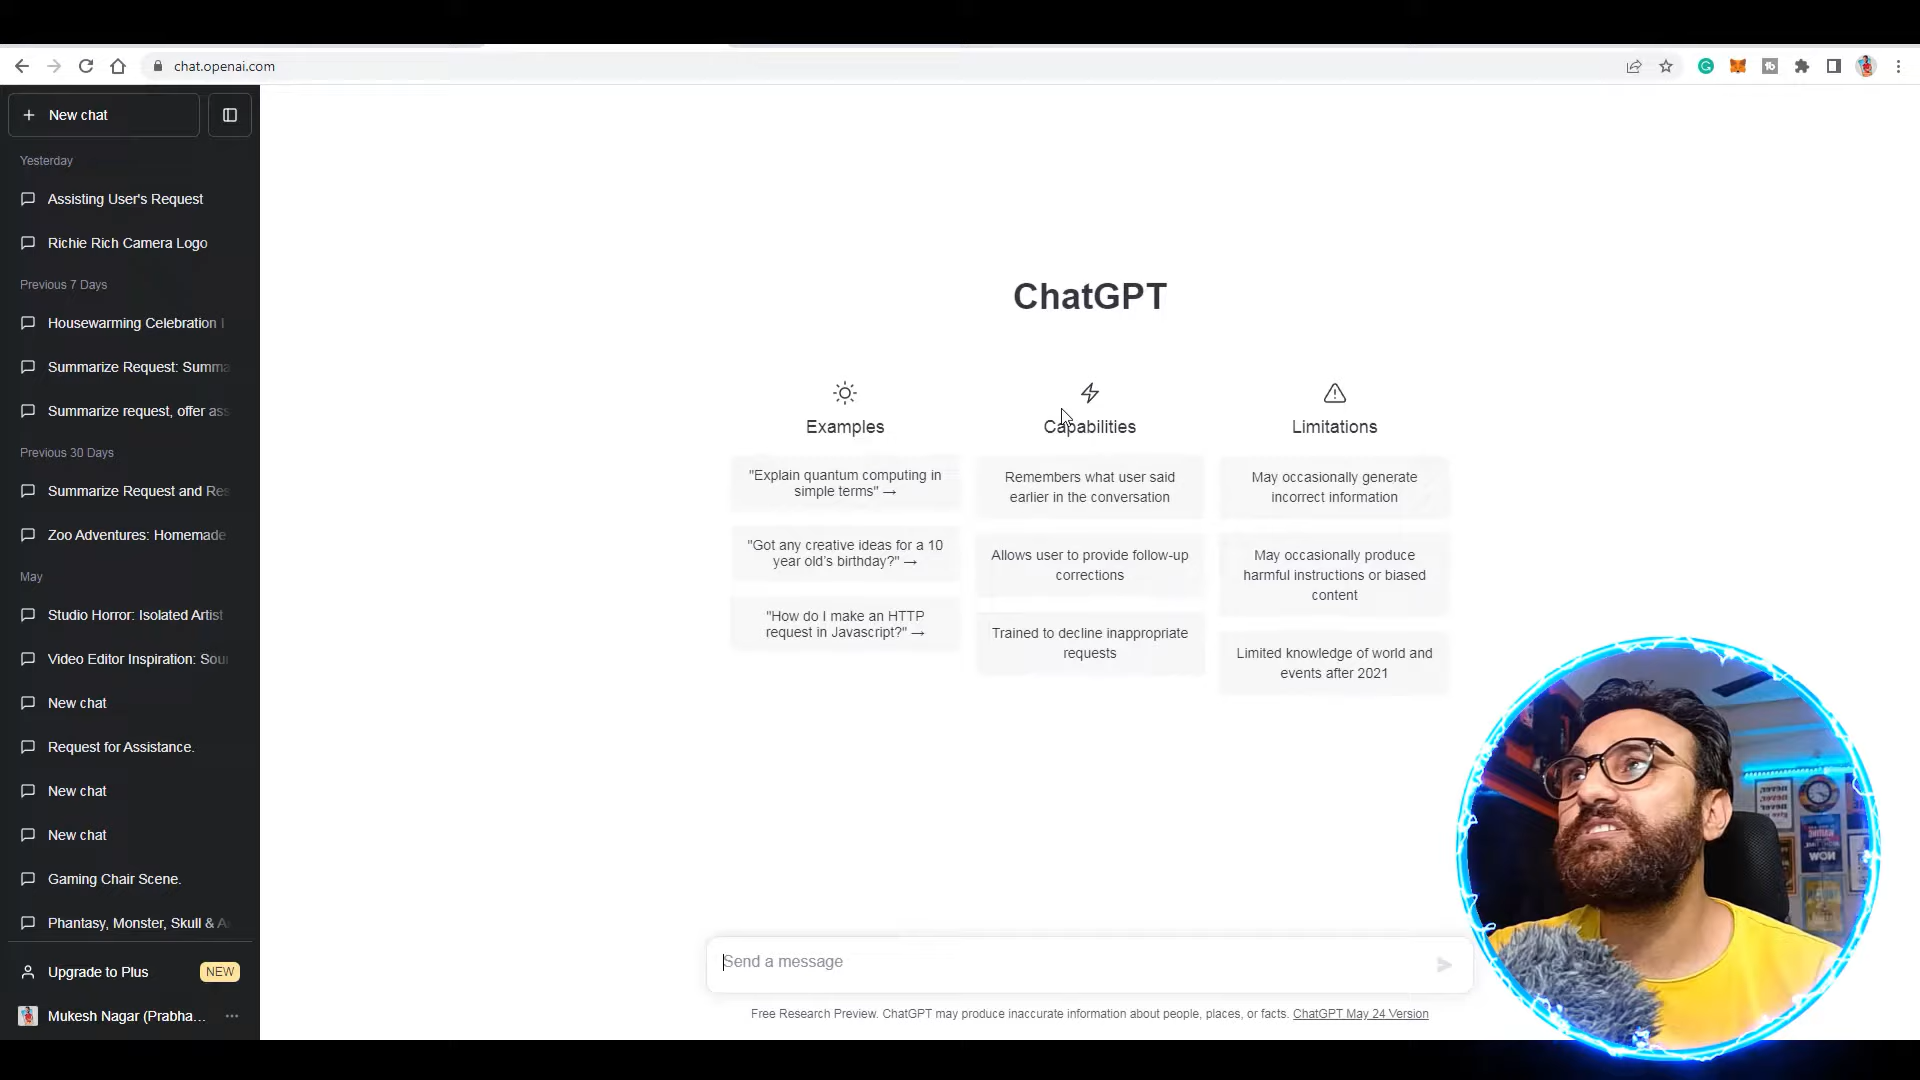 chat.openai.com
New chat
Yesterday
Assisting User's Request
Richie Rich Camera Logo
Previous 7 Days
Housewarming Celebration
Summarize Request: Summa
Summarize request, offer ass
Previous 30 Days
Summarize Request and Res
Zoo Adventures: Homemade
May
Studio Horror: Isolated Artist
Video Editor Inspiration: Sour
New chat
Request for Assistance.
New chat
New chat
Gaming Chair Scene.
Phantasy, Monster, Skull & A
Upgrade to Plus
NEW
Mukesh Nagar (Prabha...
ChatGPT
Examples
"Explain quantum computing in
simple terms" →
"Got any creative ideas for a 10
year old's birthday?" →
"How do I make an HTTP
request in Javascript?" →
Capabilities
Remembers what user said
earlier in the conversation
Allows user to provide follow-up
corrections
Trained to decline inappropriate
requests
Limitations
May occasionally generate
incorrect information
May occasionally produce
harmful instructions or biased
content
Limited knowledge of world and
events after 2021
Send a message
Free Research Preview. ChatGPT may produce inaccurate information about people, places, or facts. ChatGPT May 24 Version